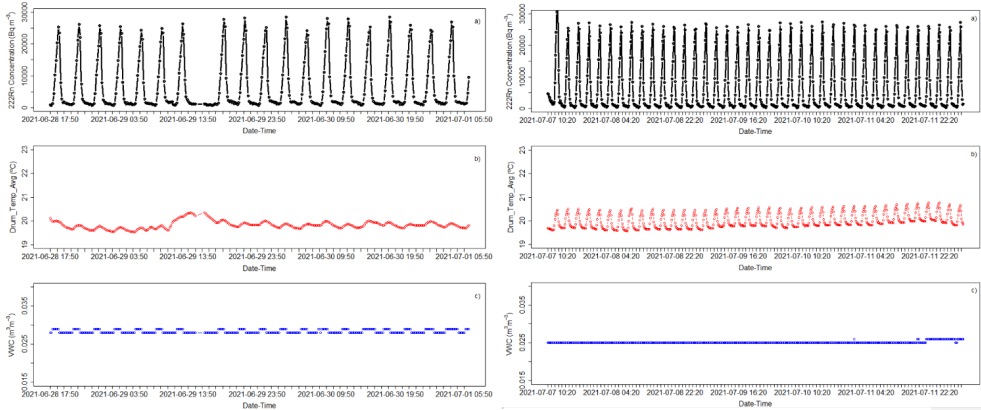 a)
222Rn Concentration (Bq m⁻³)
0 10000 20000 30000
2021-06-28 17:50 2021-06-29 03:50 2021-06-29 13:50 2021-06-29 23:50 2021-06-30 09:50 2021-06-30 19:50 2021-07-01 05:50
Date-Time
b)
Drum_Temp_Avg (ºC)
19 20 21 22 23
2021-06-28 17:50 2021-06-29 03:50 2021-06-29 13:50 2021-06-29 23:50 2021-06-30 09:50 2021-06-30 19:50 2021-07-01 05:50
Date-Time
c)
VWC (m³m⁻³)
0.015 0.025 0.035
2021-06-28 17:50 2021-06-29 03:50 2021-06-29 13:50 2021-06-29 23:50 2021-06-30 09:50 2021-06-30 19:50 2021-07-01 05:50
Date-Time
a)
222Rn Concentration (Bq m⁻³)
0 10000 20000 30000
2021-07-07 10:20 2021-07-08 04:20 2021-07-08 22:20 2021-07-09 16:20 2021-07-10 10:20 2021-07-11 04:20 2021-07-11 22:20
Date-Time
b)
Drum_Temp_Avg (ºC)
19 20 21 22 23
2021-07-07 10:20 2021-07-08 04:20 2021-07-08 22:20 2021-07-09 16:20 2021-07-10 10:20 2021-07-11 04:20 2021-07-11 22:20
Date-Time
c)
VWC (m³m⁻³)
0.015 0.025 0.035
2021-07-07 10:20 2021-07-08 04:20 2021-07-08 22:20 2021-07-09 16:20 2021-07-10 10:20 2021-07-11 04:20 2021-07-11 22:20
Date-Time